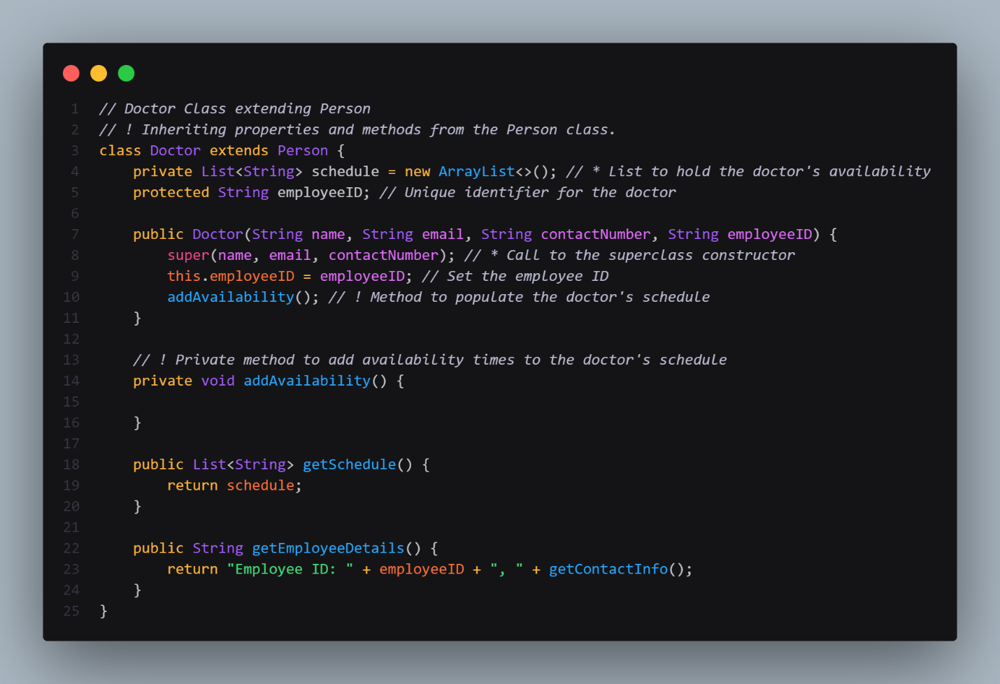 1 // Doctor Class extending Person
2 // ! Inheriting properties and methods from the Person class.
3 class Doctor extends Person {
4     private List<String> schedule = new ArrayList<>(); // * List to hold the doctor's availability
5     protected String employeeID; // Unique identifier for the doctor
6
7     public Doctor(String name, String email, String contactNumber, String employeeID) {
8         super(name, email, contactNumber); // * Call to the superclass constructor
9         this.employeeID = employeeID; // Set the employee ID
10         addAvailability(); // ! Method to populate the doctor's schedule
11     }
12
13     // ! Private method to add availability times to the doctor's schedule
14     private void addAvailability() {
15
16     }
17
18     public List<String> getSchedule() {
19         return schedule;
20     }
21
22     public String getEmployeeDetails() {
23         return "Employee ID: " + employeeID + ", " + getContactInfo();
24     }
25 }